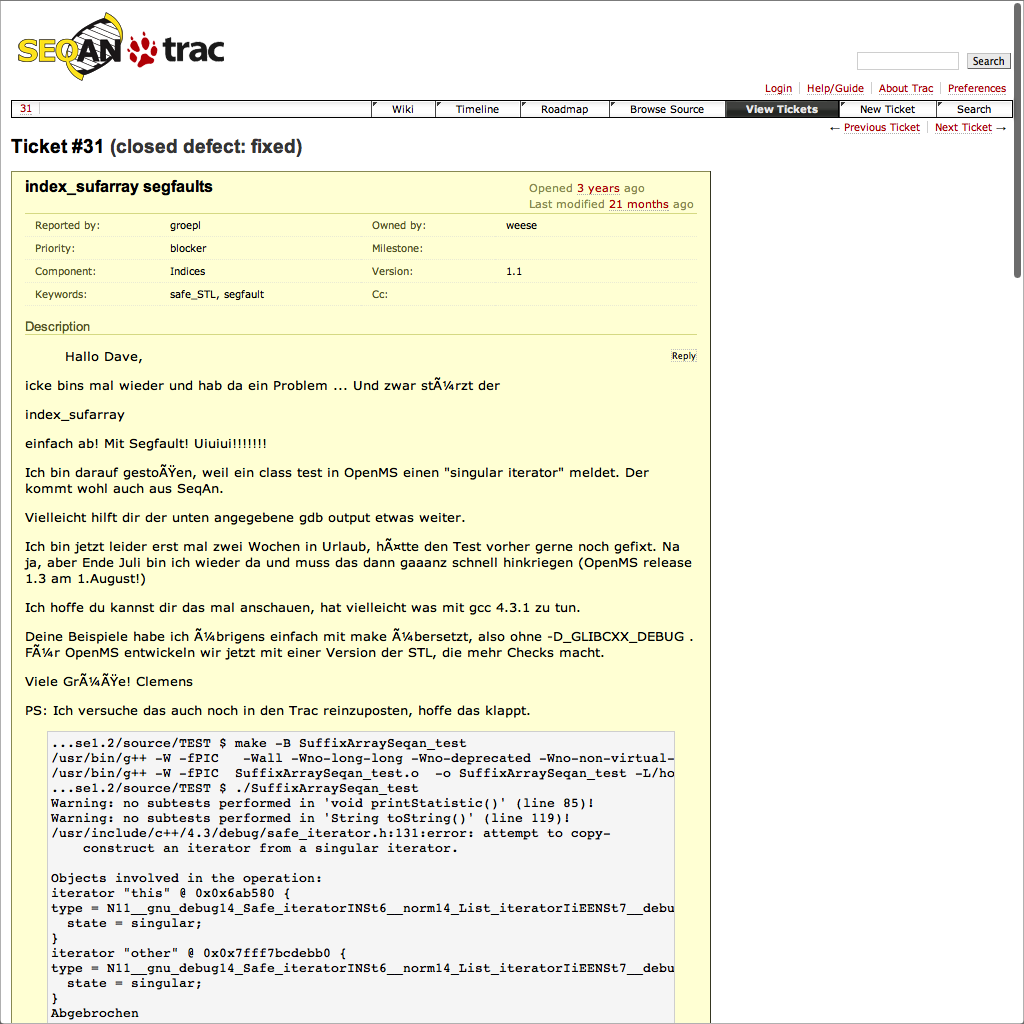 SEQAN trac
Search
Login Help/Guide About Trac Preferences
31 Wiki Timeline Roadmap Browse Source View Tickets New Ticket Search
← Previous Ticket Next Ticket →
Ticket #31 (closed defect: fixed)
index_sufarray segfaults
Opened 3 years ago
Last modified 21 months ago
Reported by: groepl Owned by: weese
Priority: blocker Milestone:
Component: Indices Version: 1.1
Keywords: safe_STL, segfault Cc:
Description
Hallo Dave,
Reply
icke bins mal wieder und hab da ein Problem ... Und zwar stÃ¼rzt der
index_sufarray
einfach ab! Mit Segfault! Uiuiui!!!!!!!
Ich bin darauf gestoÃŸen, weil ein class test in OpenMS einen "singular iterator" meldet. Der
kommt wohl auch aus SeqAn.
Vielleicht hilft dir der unten angegebene gdb output etwas weiter.
Ich bin jetzt leider erst mal zwei Wochen in Urlaub, hÃ¤tte den Test vorher gerne noch gefixt. Na
ja, aber Ende Juli bin ich wieder da und muss das dann gaaanz schnell hinkriegen (OpenMS release
1.3 am 1.August!)
Ich hoffe du kannst dir das mal anschauen, hat vielleicht was mit gcc 4.3.1 zu tun.
Deine Beispiele habe ich Ã¼brigens einfach mit make Ã¼bersetzt, also ohne -D_GLIBCXX_DEBUG .
FÃ¼r OpenMS entwickeln wir jetzt mit einer Version der STL, die mehr Checks macht.
Viele GrÃ¼ÃŸe! Clemens
PS: Ich versuche das auch noch in den Trac reinzuposten, hoffe das klappt.
...se1.2/source/TEST $ make -B SuffixArraySeqan_test
/usr/bin/g++ -W -fPIC   -Wall -Wno-long-long -Wno-deprecated -Wno-non-virtual-
/usr/bin/g++ -W -fPIC  SuffixArraySeqan_test.o  -o SuffixArraySeqan_test -L/ho
...se1.2/source/TEST $ ./SuffixArraySeqan_test
Warning: no subtests performed in 'void printStatistic()' (line 85)!
Warning: no subtests performed in 'String toString()' (line 119)!
/usr/include/c++/4.3/debug/safe_iterator.h:131:error: attempt to copy-
construct an iterator from a singular iterator.
Objects involved in the operation:
iterator "this" @ 0x0x6ab580 {
type = N11__gnu_debug14_Safe_iteratorINSt6__norm14_List_iteratorIiEENSt7__debu
state = singular;
}
iterator "other" @ 0x0x7fff7bcdebb0 {
type = N11__gnu_debug14_Safe_iteratorINSt6__norm14_List_iteratorIiEENSt7__debu
state = singular;
}
Abgebrochen